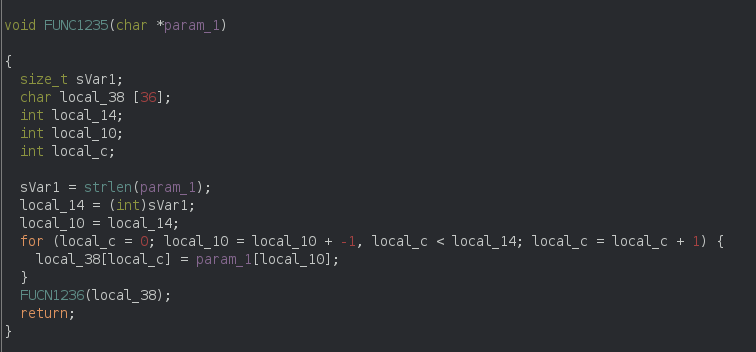 void FUNC1235(char *param_1)
{
size_t sVar1;
char local_38 [36];
int local_14;
int local_10;
int local_c;
sVar1 = strlen(param_1);
local_14 = (int)sVar1;
local_10 = local_14;
for (local_c = 0; local_10 = local_10 + -1, local_c < local_14; local_c = local_c + 1) {
local_38[local_c] = param_1[local_10];
}
FUCN1236(local_38);
return;
}